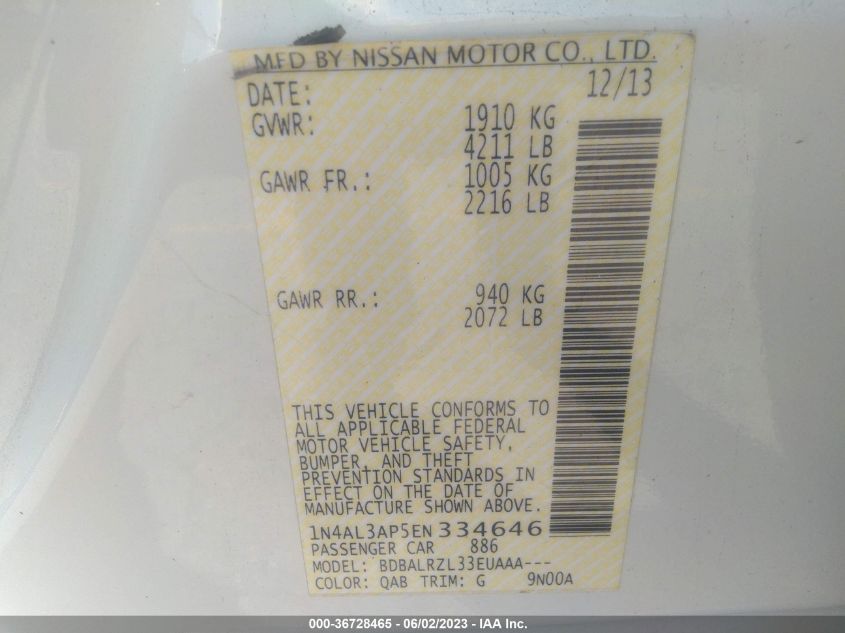 MFD BY NISSAN MOTOR CO., LTD.
DATE: 12/13
GVWR: 1910 KG
4211 LB
GAWR FR.: 1005 KG
2216 LB
GAWR RR.: 940 KG
2072 LB
THIS VEHICLE CONFORMS TO
ALL APPLICABLE FEDERAL
MOTOR VEHICLE SAFETY,
BUMPER, AND THEFT
PREVENTION STANDARDS IN
EFFECT ON THE DATE OF
MANUFACTURE SHOWN ABOVE.
1N4AL3AP5EN334646
PASSENGER CAR 886
MODEL: BDBALRZL33EUAAA---
COLOR: QAB TRIM: G 9N00A
000-36728465 - 06/02/2023 - IAA Inc.